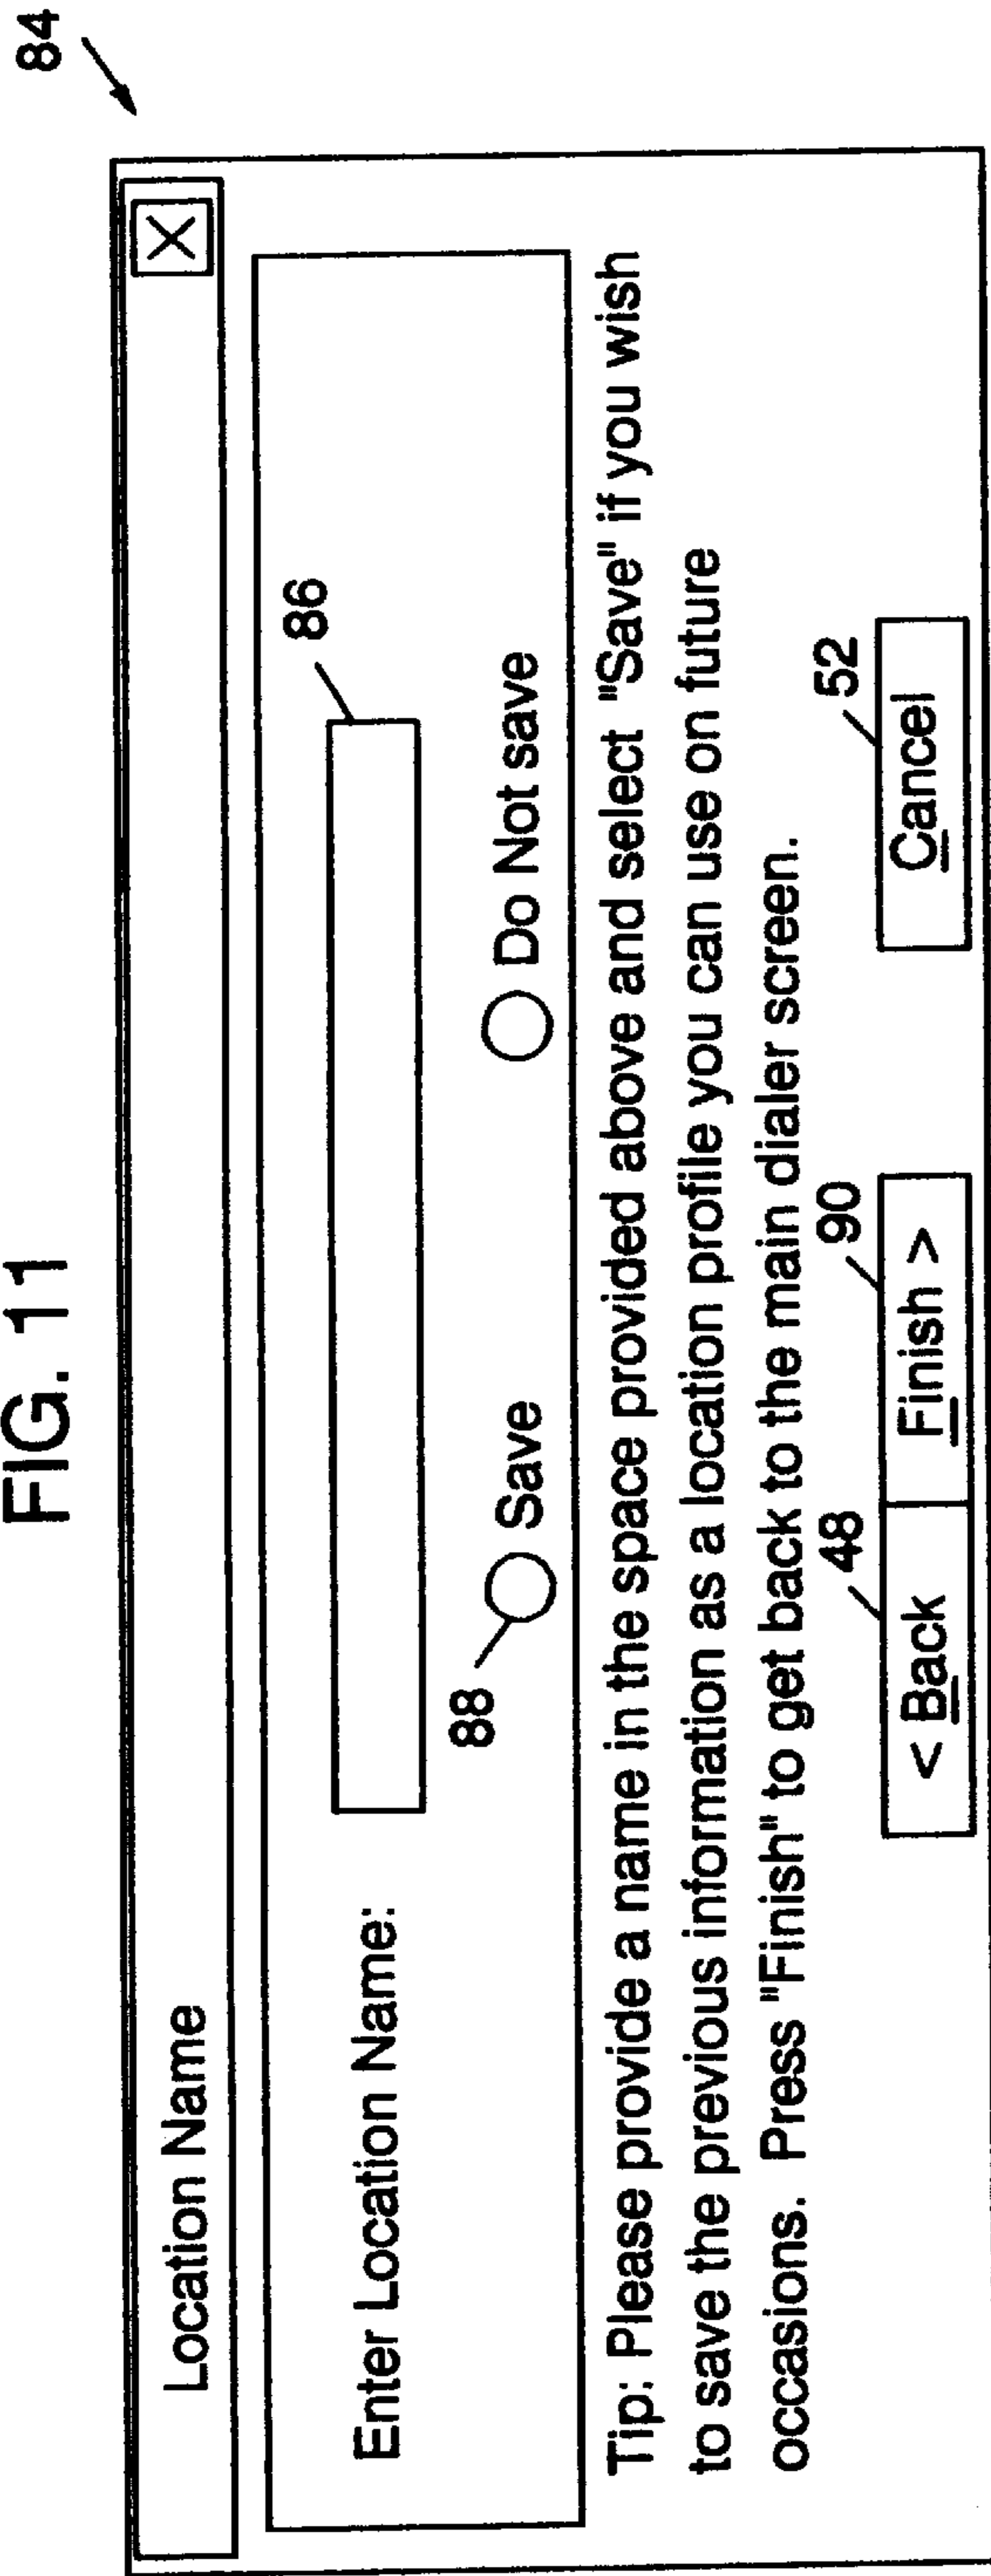 FIG. 11
84
Location Name
X
Enter Location Name:
86
88
Save
Do Not save
Tip: Please provide a name in the space provided above and select "Save" if you wish
to save the previous information as a location profile you can use on future
occasions. Press "Finish" to get back to the main dialer screen.
48
90
52
< Back
Finish >
Cancel